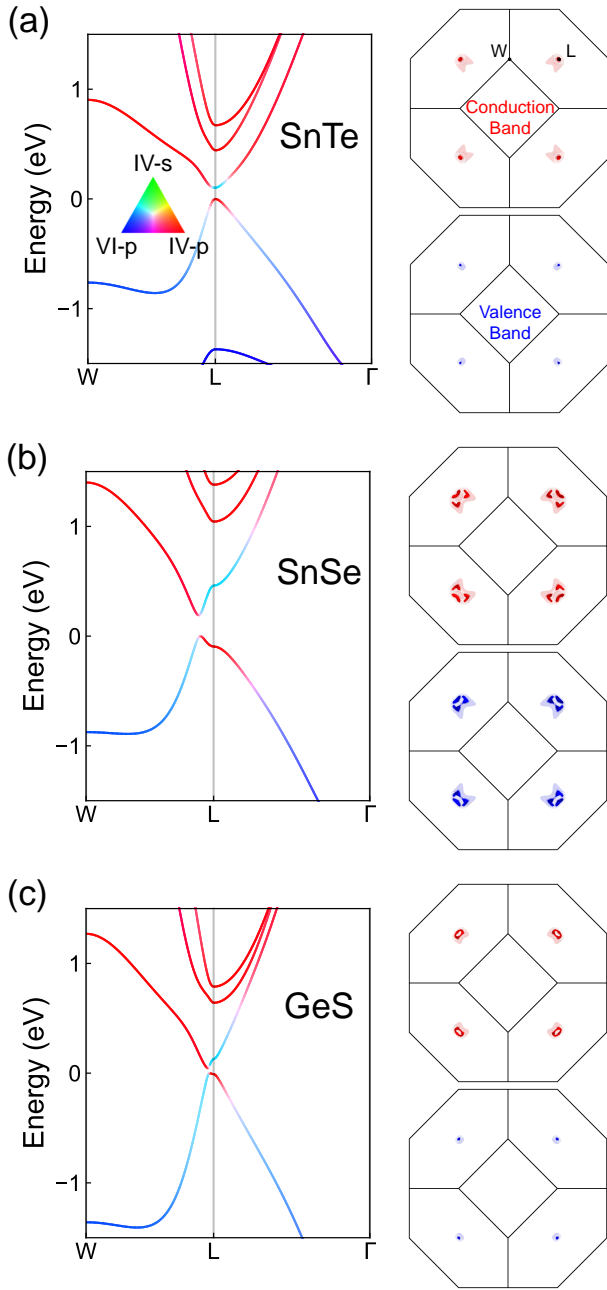 (a)
Energy (eV)
1
0
−1
IV-s
VI-p
IV-p
SnTe
W
L
Γ
W
L
Conduction
Band
Valence
Band
(b)
Energy (eV)
1
0
−1
SnSe
W
L
Γ
(c)
Energy (eV)
1
0
−1
GeS
W
L
Γ